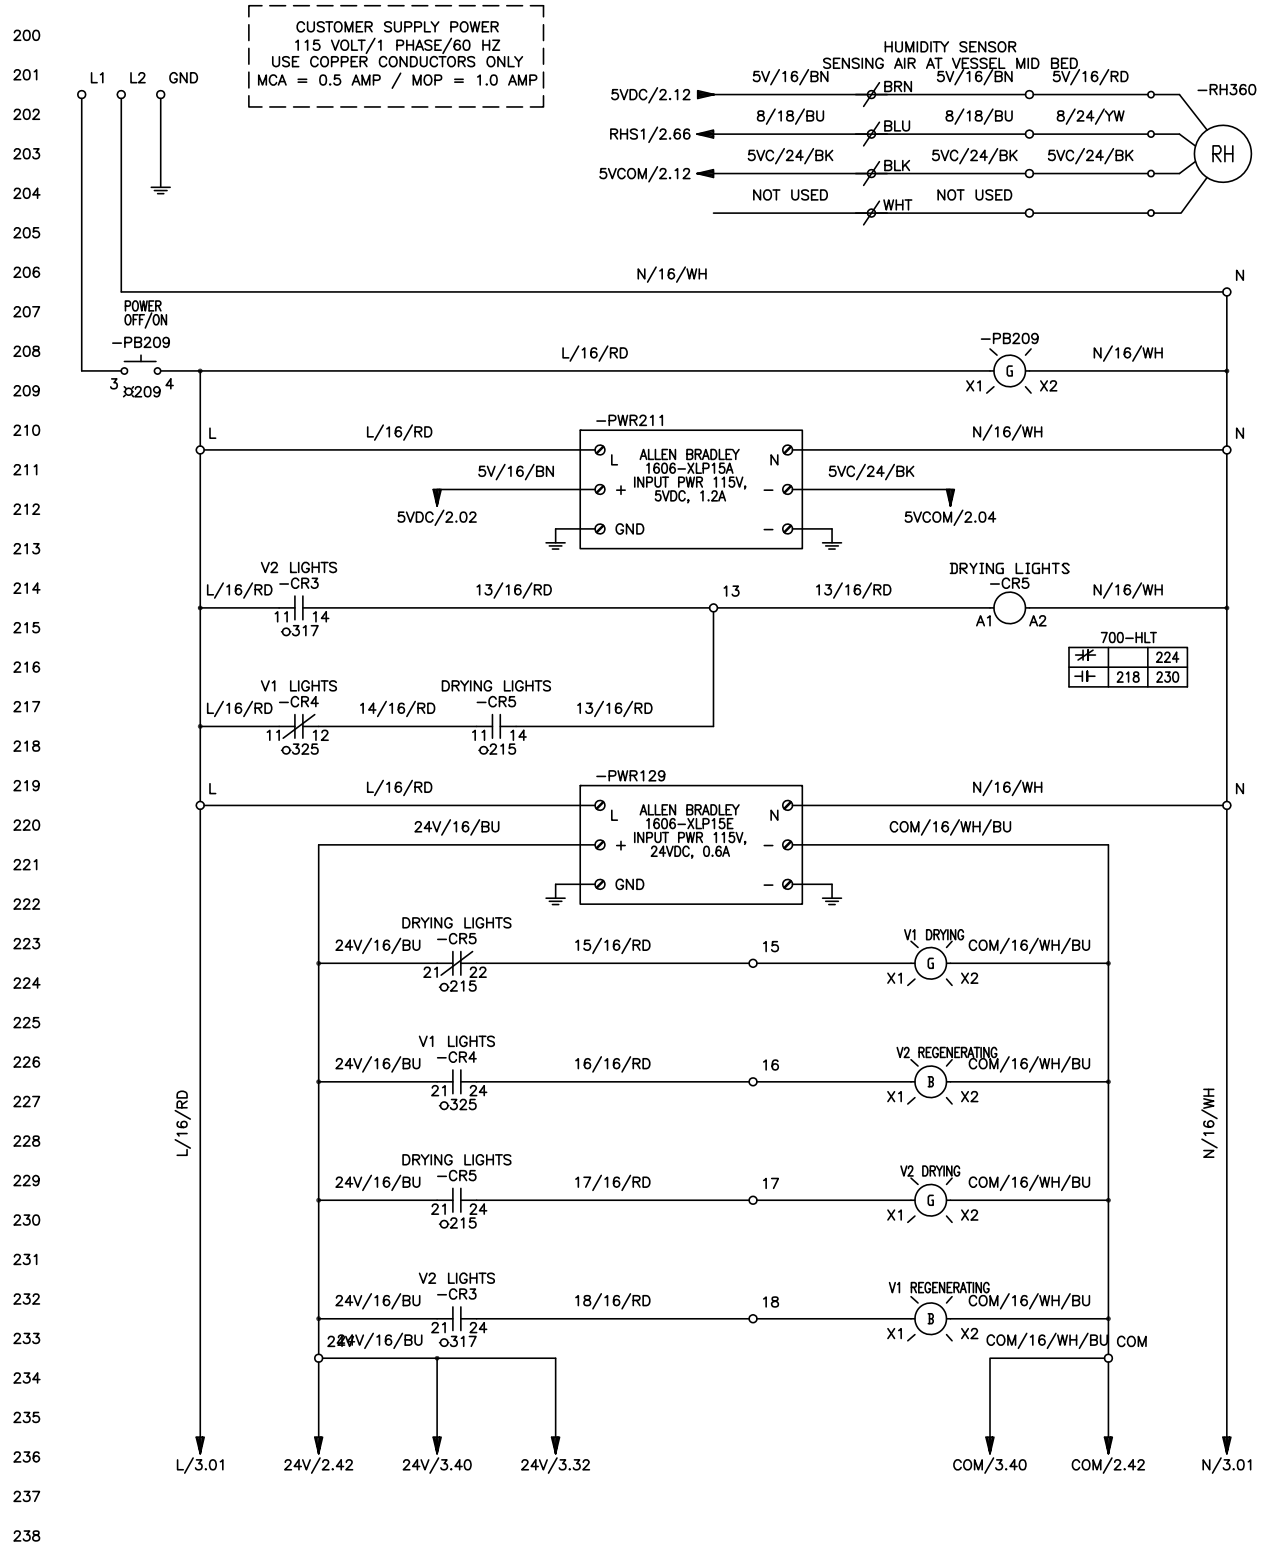 200
CUSTOMER SUPPLY POWER
115 VOLT/1 PHASE/60 HZ
USE COPPER CONDUCTORS ONLY
MCA = 0.5 AMP / MOP = 1.0 AMP
HUMIDITY SENSOR
SENSING AIR AT VESSEL MID BED
201
L1 L2 GND
5VDC/2.12 5V/16/BN BRN 5V/16/BN 5V/16/RD -RH360
202
RHS1/2.66 8/18/BU BLU 8/18/BU 8/24/YW
203
RH
5VCOM/2.12 5VC/24/BK BLK 5VC/24/BK 5VC/24/BK
204
NOT USED WHT NOT USED
205
206
N/16/WH N
207
POWER
OFF/ON
-PB209
208
L/16/RD -PB209 N/16/WH
G
3 4 X1 X2
¤209
209
210
-PWR211
L L/16/RD N/16/WH N
L ALLEN BRADLEY N
1606-XLP15A
INPUT PWR 115V,
5VDC, 1.2A
211
5V/16/BN + - 5VC/24/BK
212
5VDC/2.02 5VCOM/2.04
GND -
213
V2 LIGHTS
-CR3
DRYING LIGHTS
-CR5
214
L/16/RD 13/16/RD 13 13/16/RD N/16/WH
11 14 A1 A2
317
215
700-HLT
224
218 230
216
V1 LIGHTS
-CR4
DRYING LIGHTS
-CR5
217
L/16/RD 14/16/RD 13/16/RD
11 12 11 14
325 215
218
219
-PWR129
L L/16/RD N/16/WH N
L ALLEN BRADLEY N
1606-XLP15E
INPUT PWR 115V,
24VDC, 0.6A
220
24V/16/BU + - COM/16/WH/BU
221
GND -
222
DRYING LIGHTS
-CR5
V1 DRYING
223
24V/16/BU 15/16/RD 15 COM/16/WH/BU
G
21 22 X1 X2
215
224
225
V1 LIGHTS
-CR4
V2 REGENERATING
226
24V/16/BU 16/16/RD 16 COM/16/WH/BU
B
21 24 X1 X2
325
227
L/16/RD
N/16/WH
228
DRYING LIGHTS
-CR5
V2 DRYING
229
24V/16/BU 17/16/RD 17 COM/16/WH/BU
G
21 24 X1 X2
215
230
231
V2 LIGHTS
-CR3
V1 REGENERATING
232
24V/16/BU 18/16/RD 18 COM/16/WH/BU
B
21 24 X1 X2
317
233
24V 24V/16/BU COM/16/WH/BU COM
234
235
236
L/3.01 24V/2.42 24V/3.40 24V/3.32 COM/3.40 COM/2.42 N/3.01
237
238